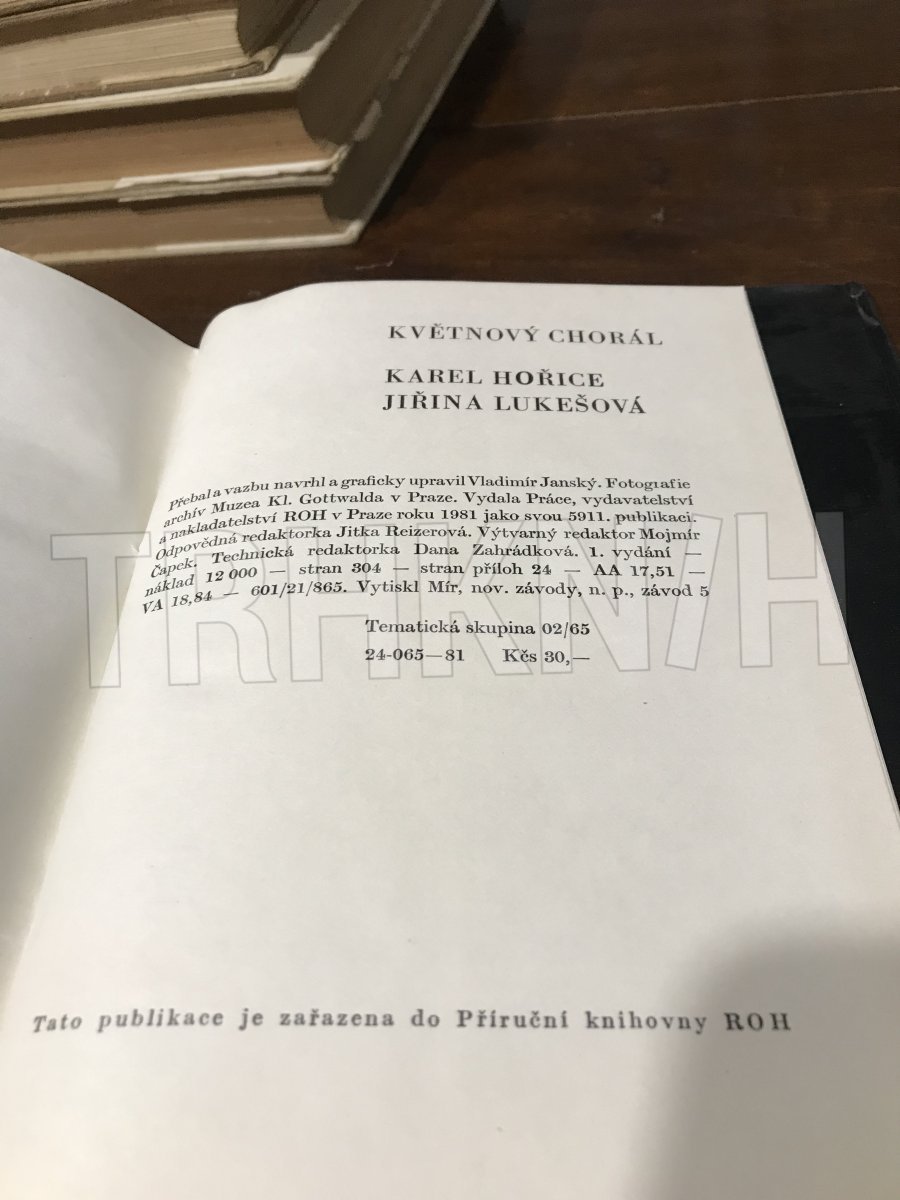 KVĚTNOVÝ CHORÁL
KAREL HOŘICE
JIŘINA LUKEŠOVÁ
Přebal a vazbu navrhl a graficky upravil Vladimír Janský. Fotografie
archív Muzea Kl. Gottwalda v Praze. Vydala Práce, vydavatelství
a nakladatelství ROH v Praze roku 1981 jako svou 5911. publikaci.
Odpovědná redaktorka Jitka Reizerová. Výtvarný redaktor Mojmír
Čapek. Technická redaktorka Dana Zahrádková. 1. vydání —
náklad 12 000 — stran 304 — stran příloh 24 — AA 17,51 —
VA 18,84 — 601/21/865. Vytiskl Mír, nov. závody, n. p., závod 5
Tematická skupina 02/65
24-065—81 Kčs 30,—
TRHKNIH
Tato publikace je zařazena do Příruční knihovny ROH